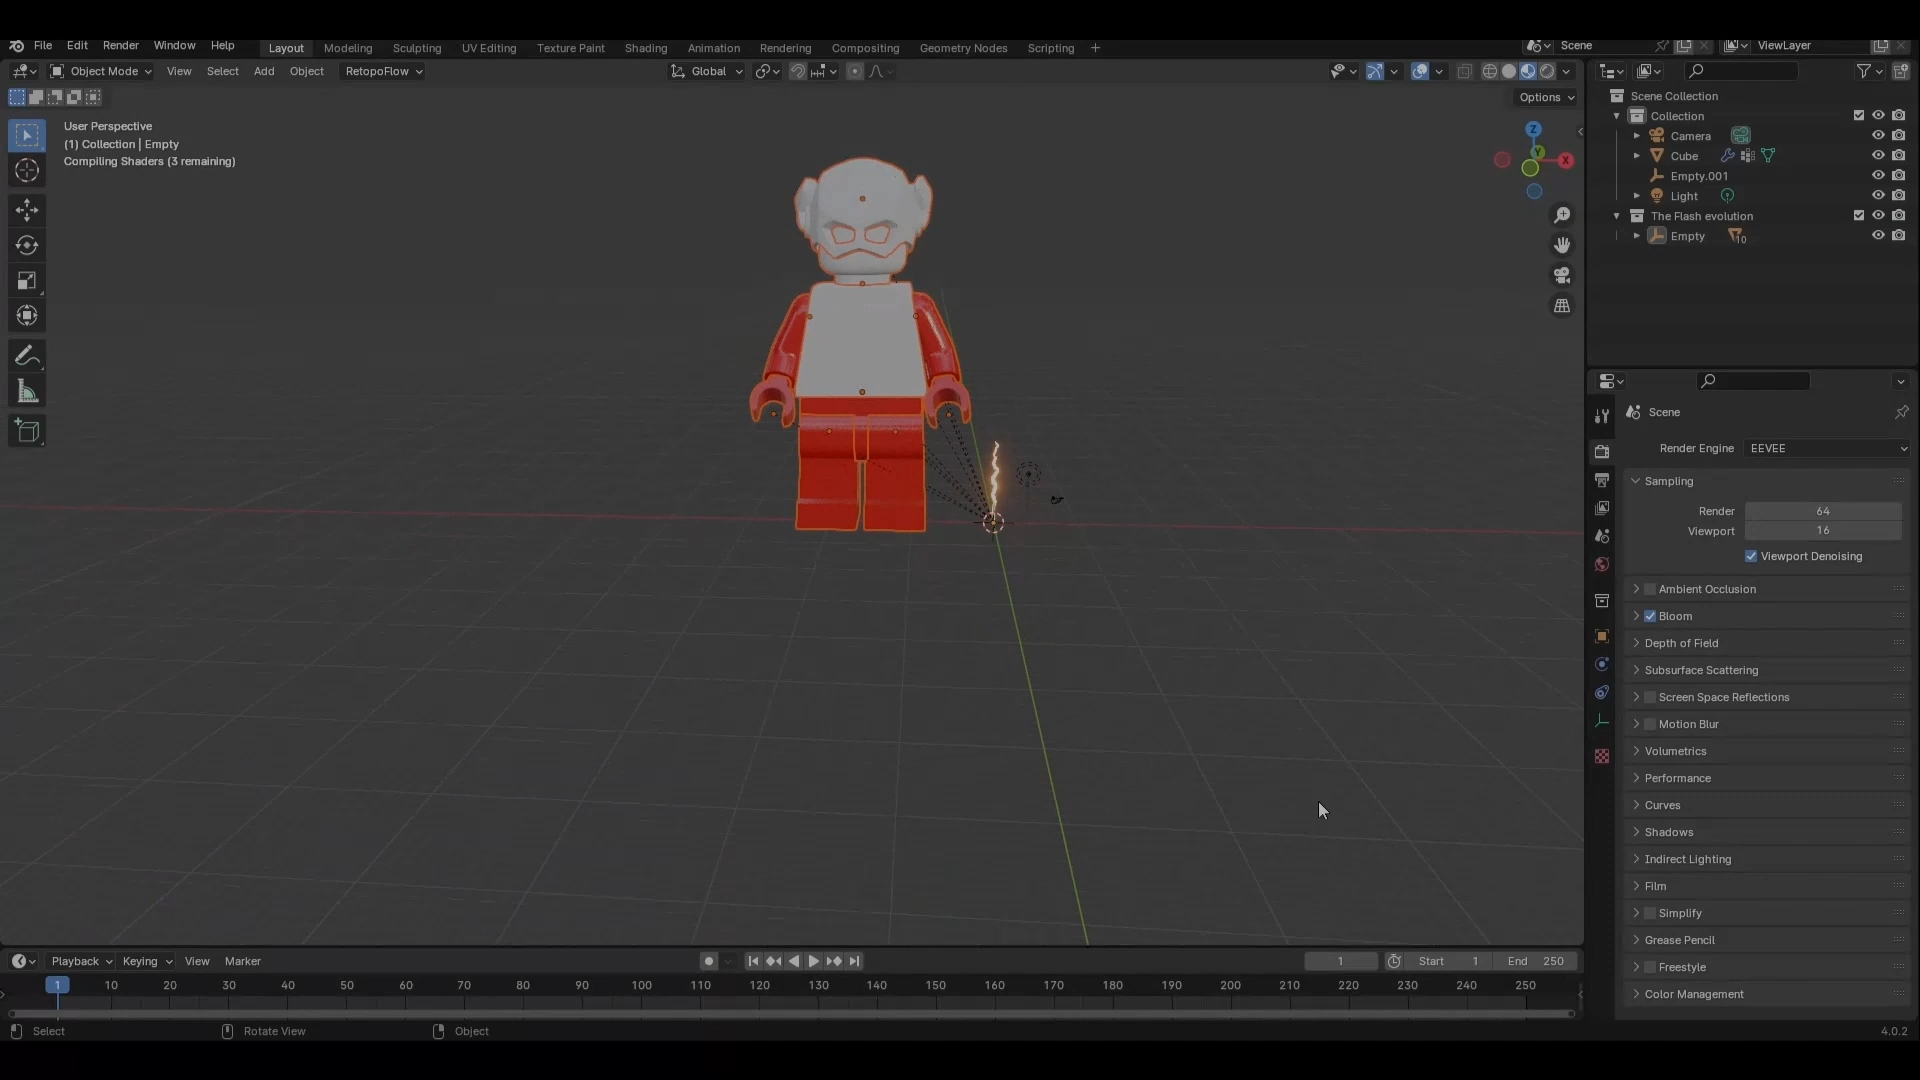 File Edit Render Window Help Layout Modeling Sculpting UV Editing Texture Paint Shading Animation Rendering Compositing Geometry Nodes Scripting + Scene ViewLayer
Object Mode View Select Add Object RetopoFlow Global
Options
User Perspective
(1) Collection | Empty
Compiling Shaders (3 remaining)
Z
Y
X
Scene Collection
Collection
Camera
Cube
Empty.001
Light
The Flash evolution
Empty 10
Scene
Render Engine EEVEE
Sampling
Render 64
Viewport 16
Viewport Denoising
Ambient Occlusion
Bloom
Depth of Field
Subsurface Scattering
Screen Space Reflections
Motion Blur
Volumetrics
Performance
Curves
Shadows
Indirect Lighting
Film
Simplify
Grease Pencil
Freestyle
Color Management
Playback Keying View Marker 1 Start 1 End 250
1 10 20 30 40 50 60 70 80 90 100 110 120 130 140 150 160 170 180 190 200 210 220 230 240 250
Select Rotate View Object 4.0.2